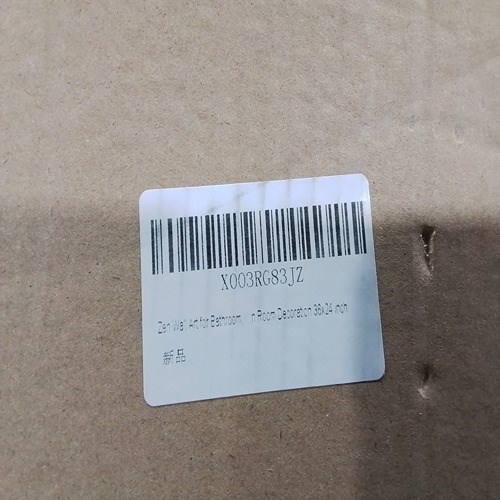 X003RG83JZ
Zen Wall Art for Bathroom n Room Decoration 36x24 inch
新品